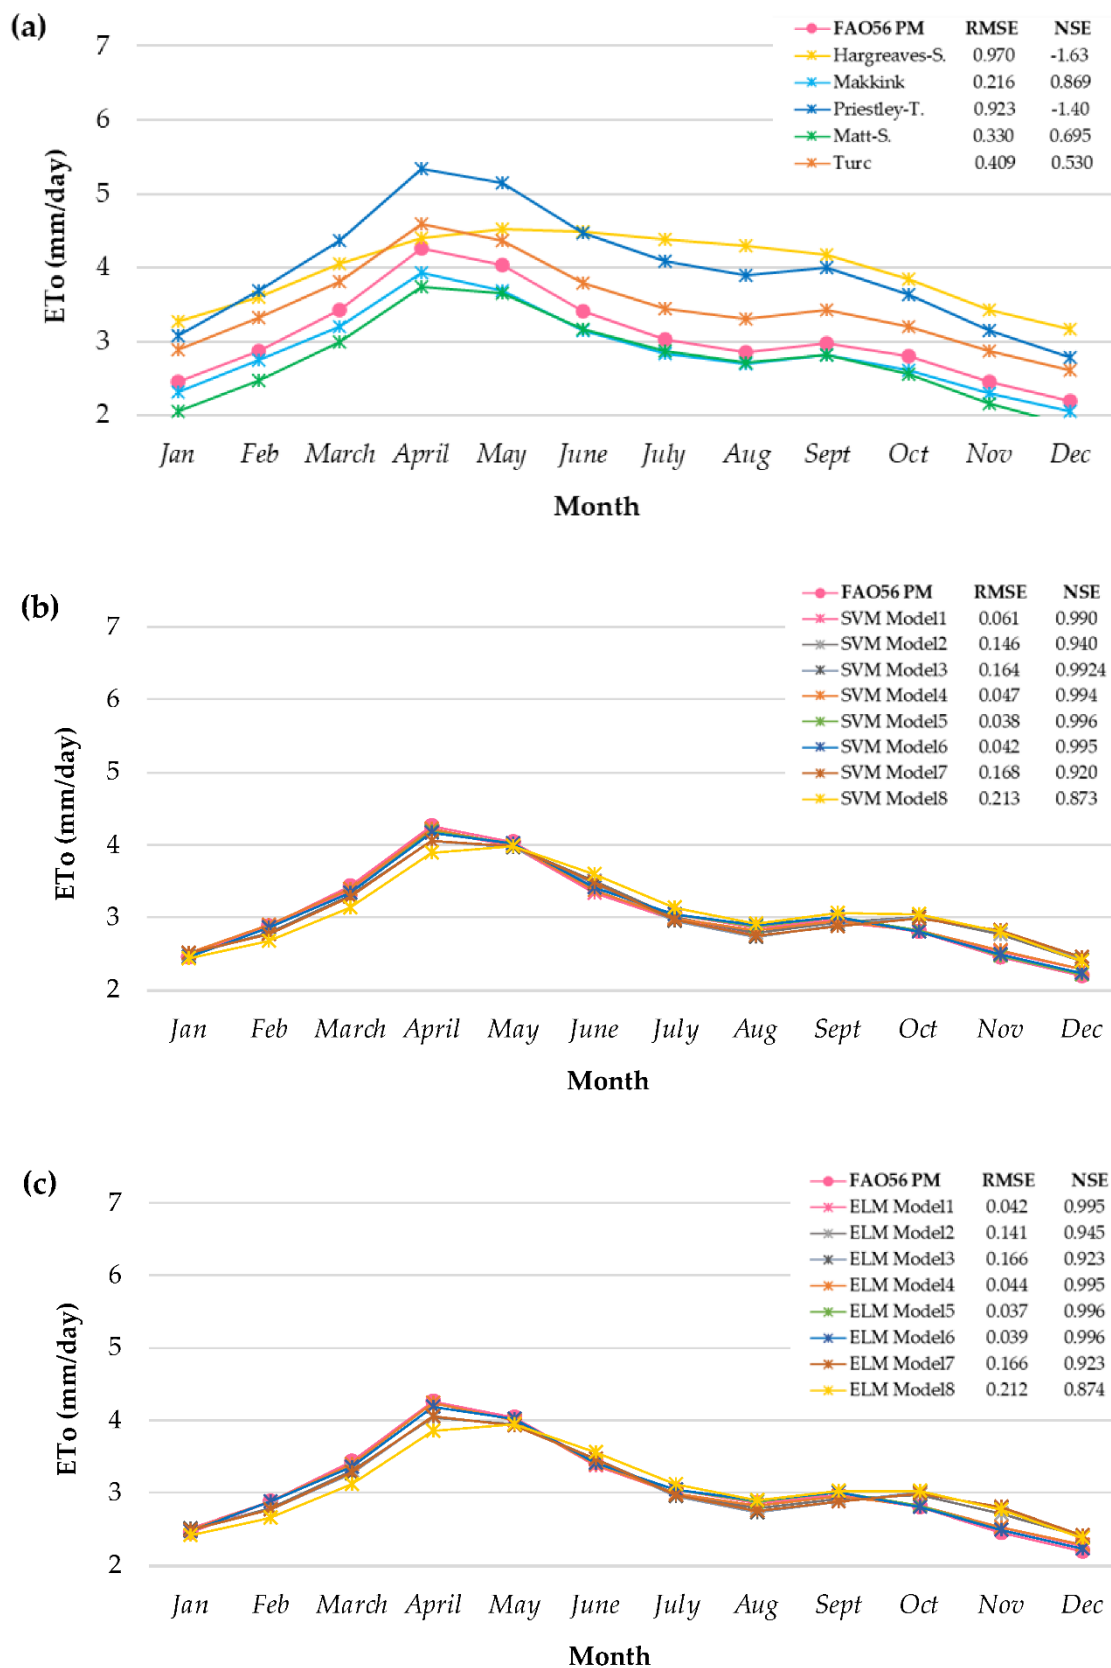 (a)
FAO56 PM RMSE NSE
Hargreaves-S. 0.970 -1.63
Makkink 0.216 0.869
Priestley-T. 0.923 -1.40
Matt-S. 0.330 0.695
Turc 0.409 0.530
7
6
5
4
3
2
ETo (mm/day)
Jan Feb March April May June July Aug Sept Oct Nov Dec
Month
(b)
FAO56 PM RMSE NSE
SVM Model1 0.061 0.990
SVM Model2 0.146 0.940
SVM Model3 0.164 0.9924
SVM Model4 0.047 0.994
SVM Model5 0.038 0.996
SVM Model6 0.042 0.995
SVM Model7 0.168 0.920
SVM Model8 0.213 0.873
7
6
5
4
3
2
ETo (mm/day)
Jan Feb March April May June July Aug Sept Oct Nov Dec
Month
(c)
FAO56 PM RMSE NSE
ELM Model1 0.042 0.995
ELM Model2 0.141 0.945
ELM Model3 0.166 0.923
ELM Model4 0.044 0.995
ELM Model5 0.037 0.996
ELM Model6 0.039 0.996
ELM Model7 0.166 0.923
ELM Model8 0.212 0.874
7
6
5
4
3
2
ETo (mm/day)
Jan Feb March April May June July Aug Sept Oct Nov Dec
Month